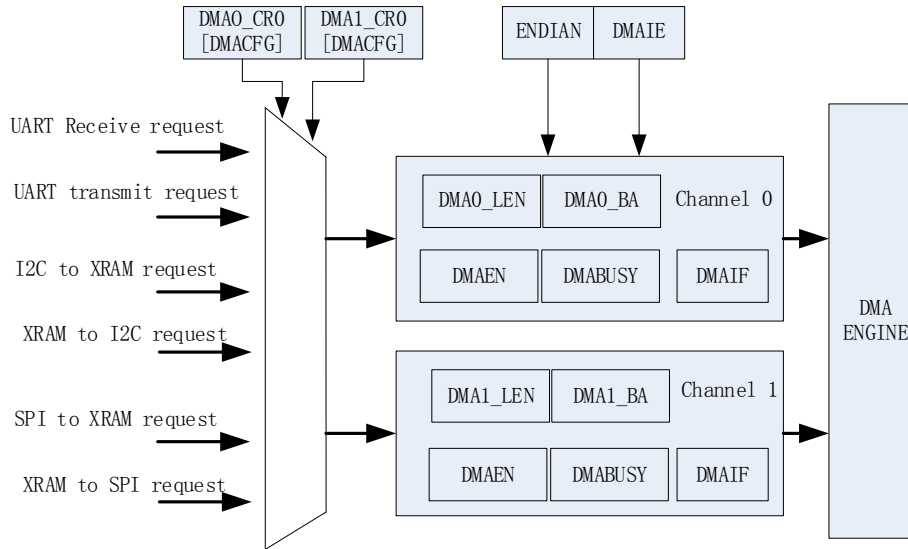 DMA0_CR0 [DMACFG]
DMA1_CR0 [DMACFG]
ENDIAN
DMAIE
UART Receive request
UART transmit request
I2C to XRAM request
XRAM to I2C request
SPI to XRAM request
XRAM to SPI request
DMA0_LEN
DMA0_BA
Channel 0
DMAEN
DMABUSY
DMAIF
DMA1_LEN
DMA1_BA
Channel 1
DMAEN
DMABUSY
DMAIF
DMA
ENGINE